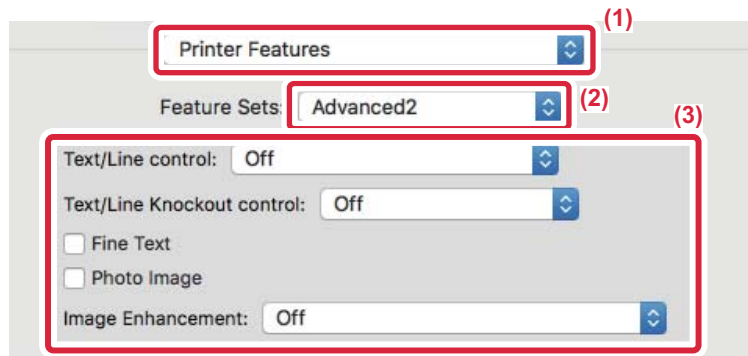 (1)
Printer Features
Feature Sets: Advanced2
(2)
(3)
Text/Line control: Off
Text/Line Knockout control: Off
Fine Text
Photo Image
Image Enhancement: Off